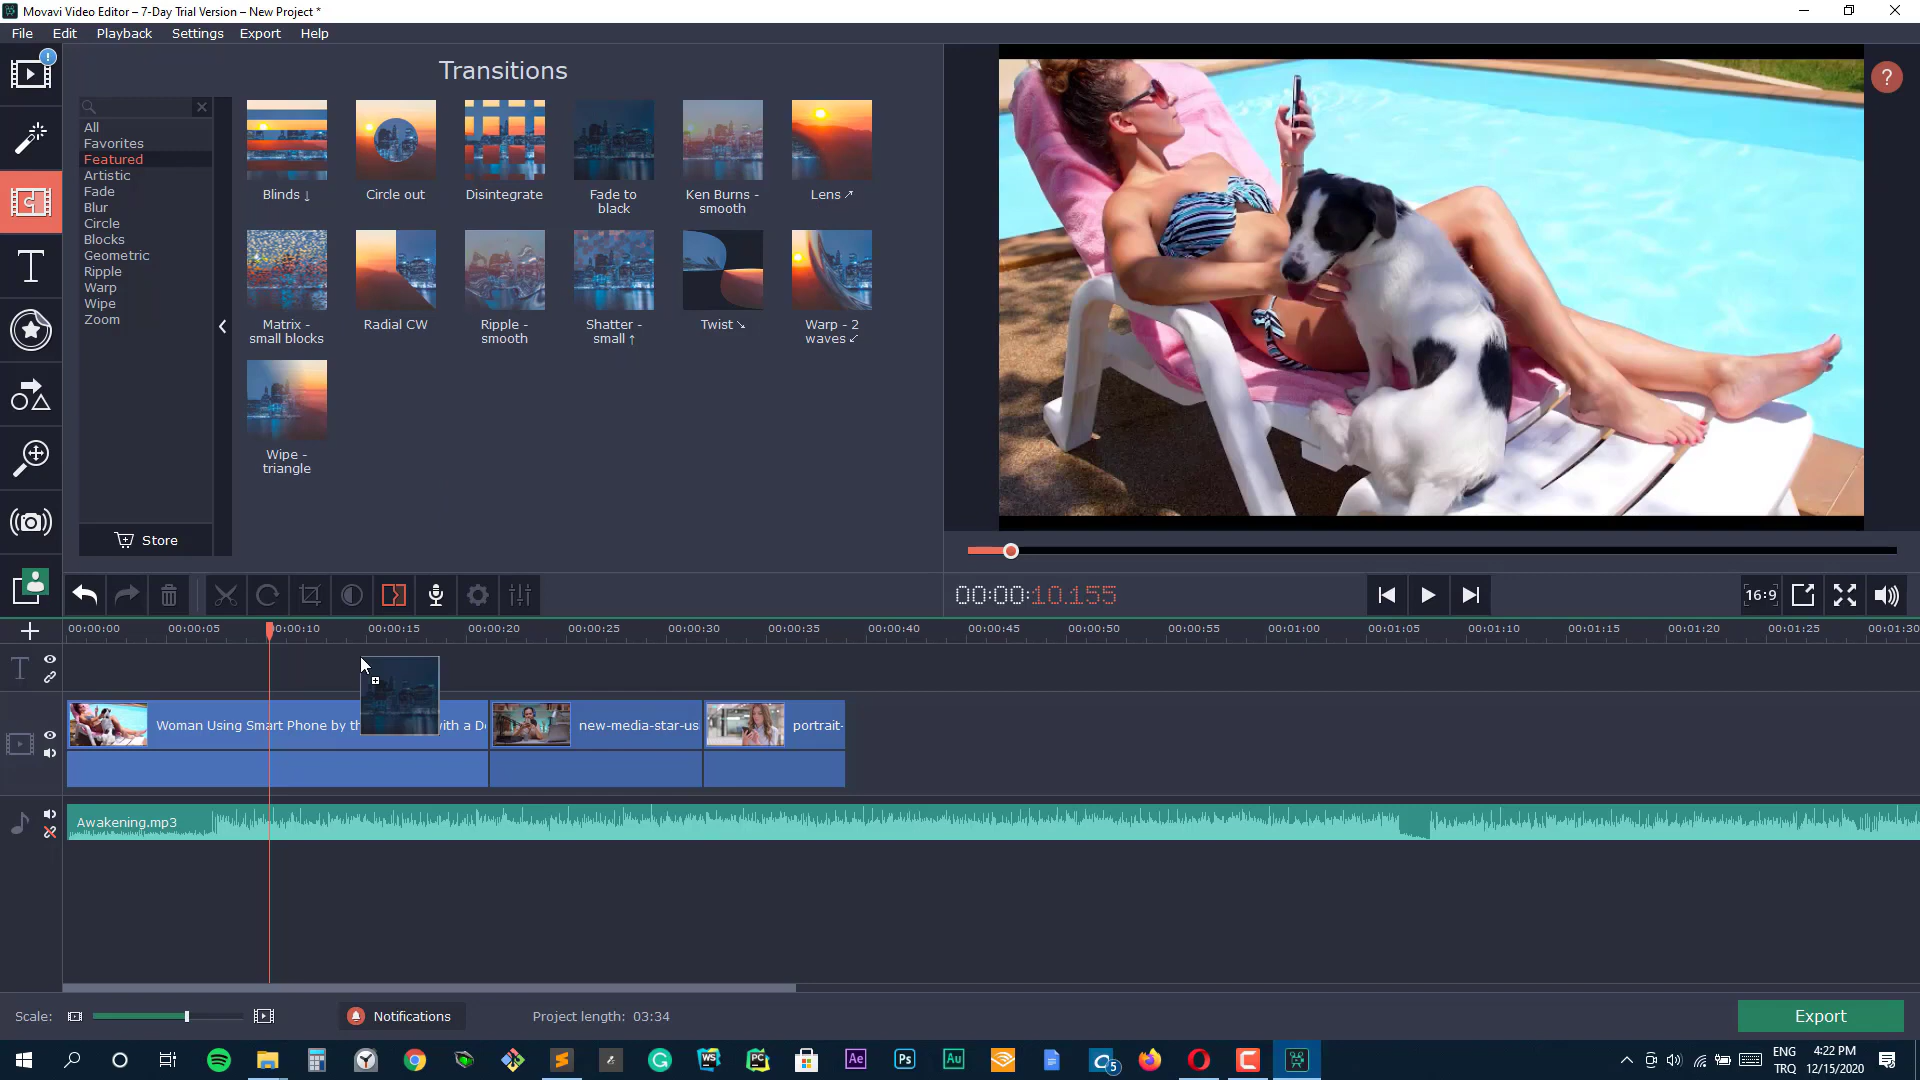 Movavi Video Editor – 7-Day Trial Version – New Project *
File Edit Playback Settings Export Help
Transitions
All
Favorites
Featured
Artistic
Fade
Blur
Circle
Blocks
Geometric
Ripple
Warp
Wipe
Zoom
Store
Blinds ↓
Circle out
Disintegrate
Fade to
black
Ken Burns -
smooth
Lens ↗
Matrix -
small blocks
Radial CW
Ripple -
smooth
Shatter -
small ↑
Twist ↘
Warp - 2
waves ↙
Wipe -
triangle
?
00:00:10.155
16:9
00:00:00 00:00:05 00:00:10 00:00:15 00:00:20 00:00:25 00:00:30 00:00:35 00:00:40 00:00:45 00:00:50 00:00:55 00:01:00 00:01:05 00:01:10 00:01:15 00:01:20 00:01:25 00:01:30
T
Woman Using Smart Phone by th with a D
new-media-star-us
portrait-
Awakening.mp3
Scale:
Notifications
Project length: 03:34
Export
WS
PC
Ae
Ps
Au
5
ENG
TRQ
4:22 PM
12/15/2020